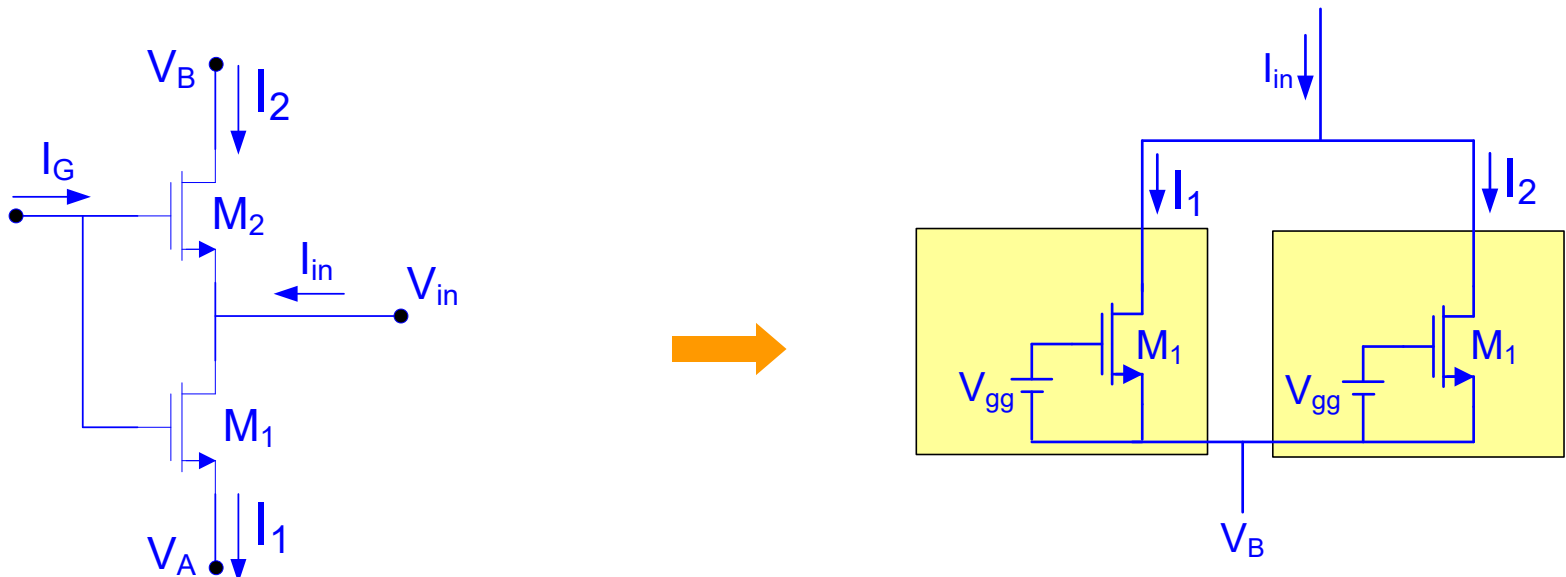 V_B
I_2
I_G
M_2
I_in
V_in
M_1
V_A
I_1
I_in
I_1
I_2
M_1
V_gg
M_1
V_gg
V_B